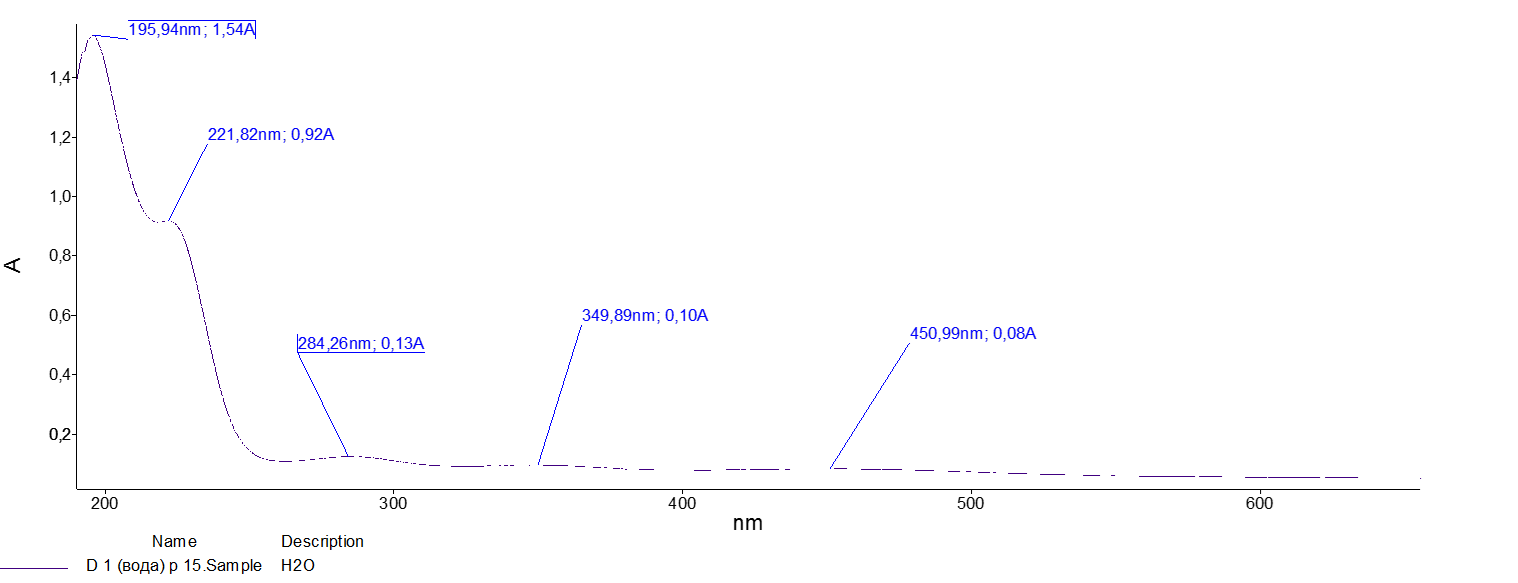 195,94nm; 1,54A
1,4
221,82nm; 0,92A
1,2
1,0
0,8
A
0,6
349,89nm; 0,10A
450,99nm; 0,08A
284,26nm; 0,13A
0,4
0,2
200 300 400 500 600
nm
Name Description
D 1 (вода) p 15.Sample H2O